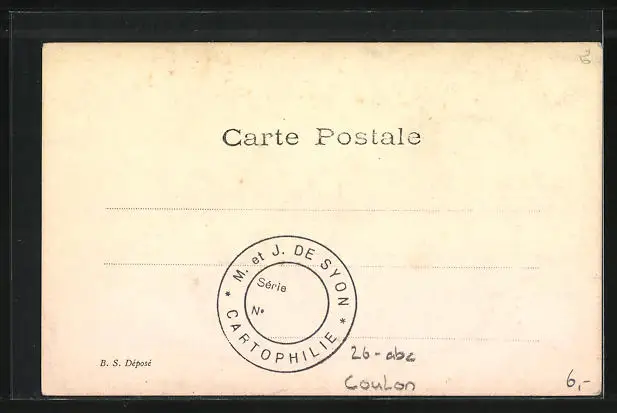 Carte Postale
* M. et J. DE SYON *
CARTOPHILIE
Série
N°
B. S. Déposé
26-abc
Coulon
6,-